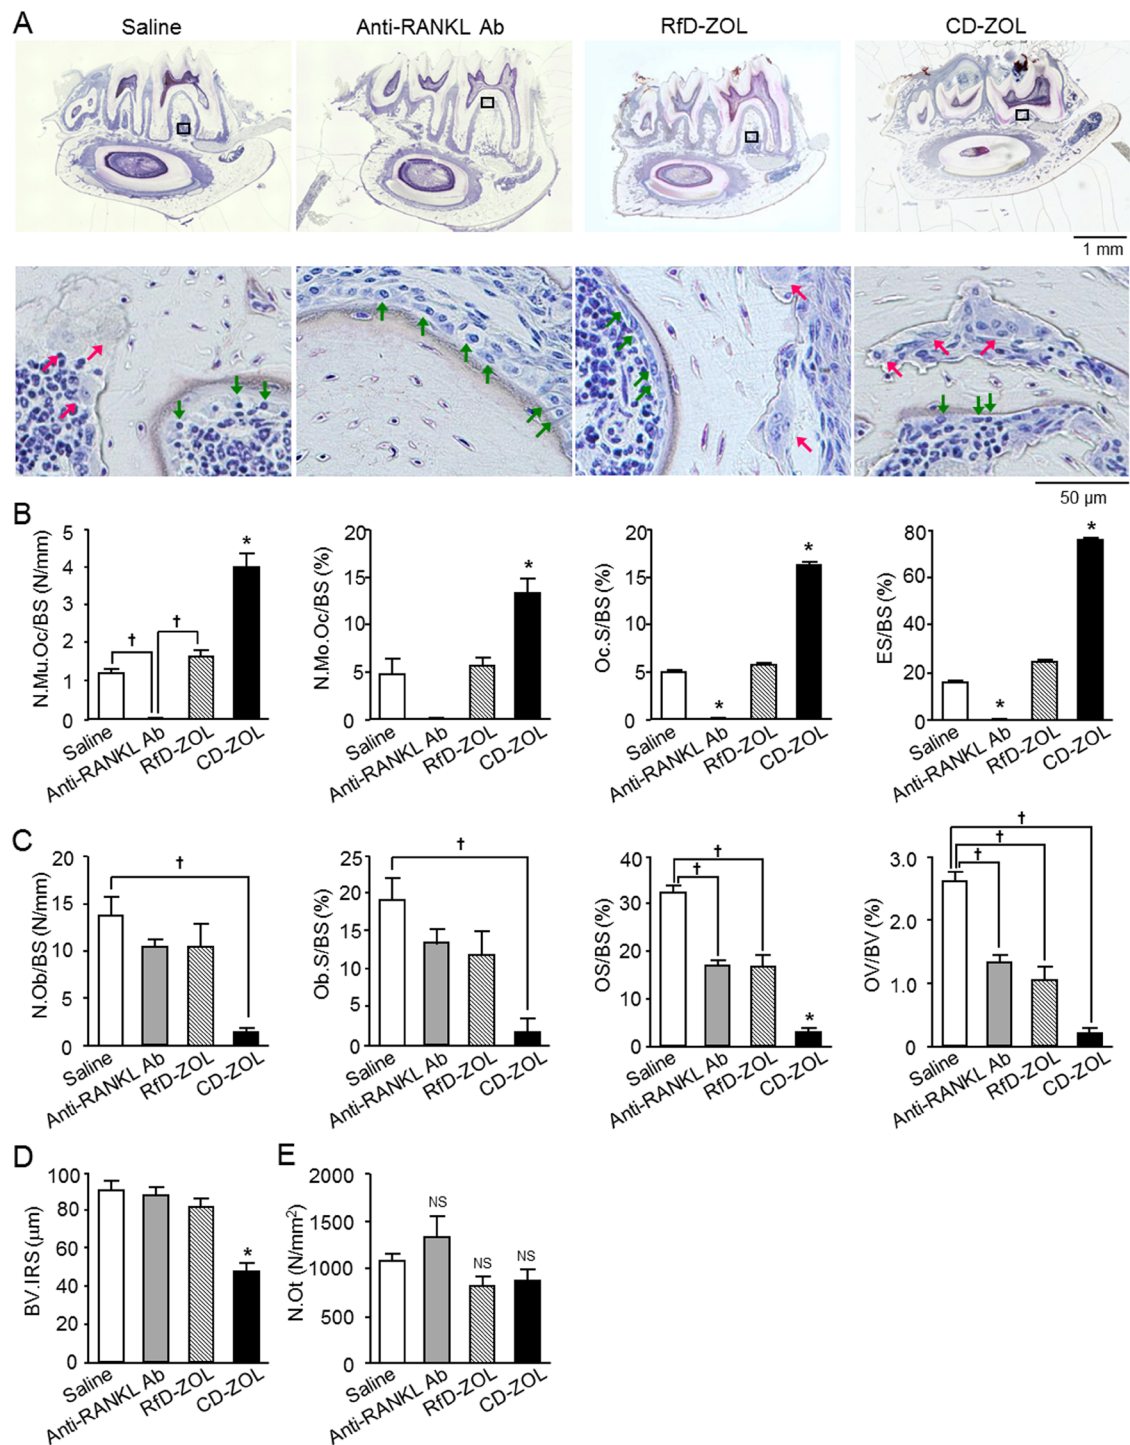 A
Saline
Anti-RANKL Ab
RfD-ZOL
CD-ZOL
1 mm
50 µm
B
N.Mu.Oc/BS (N/mm)
5
4
3
2
1
0
*
†
†
Saline
Anti-RANKL Ab
RfD-ZOL
CD-ZOL
N.Mo.Oc/BS (%)
20
15
10
5
0
*
Saline
Anti-RANKL Ab
RfD-ZOL
CD-ZOL
Oc.S/BS (%)
20
15
10
5
0
*
*
Saline
Anti-RANKL Ab
RfD-ZOL
CD-ZOL
ES/BS (%)
80
60
40
20
0
*
*
Saline
Anti-RANKL Ab
RfD-ZOL
CD-ZOL
C
N.Ob/BS (N/mm)
20
15
10
5
0
†
Saline
Anti-RANKL Ab
RfD-ZOL
CD-ZOL
Ob.S/BS (%)
25
20
15
10
5
0
†
Saline
Anti-RANKL Ab
RfD-ZOL
CD-ZOL
OS/BS (%)
40
30
20
10
0
†
†
*
Saline
Anti-RANKL Ab
RfD-ZOL
CD-ZOL
OV/BV (%)
3.0
2.0
1.0
0
†
†
†
Saline
Anti-RANKL Ab
RfD-ZOL
CD-ZOL
D
BV.IRS (µm)
100
80
60
40
20
0
*
Saline
Anti-RANKL Ab
RfD-ZOL
CD-ZOL
E
N.Ot (N/mm²)
2000
1500
1000
500
0
NS
NS
NS
Saline
Anti-RANKL Ab
RfD-ZOL
CD-ZOL